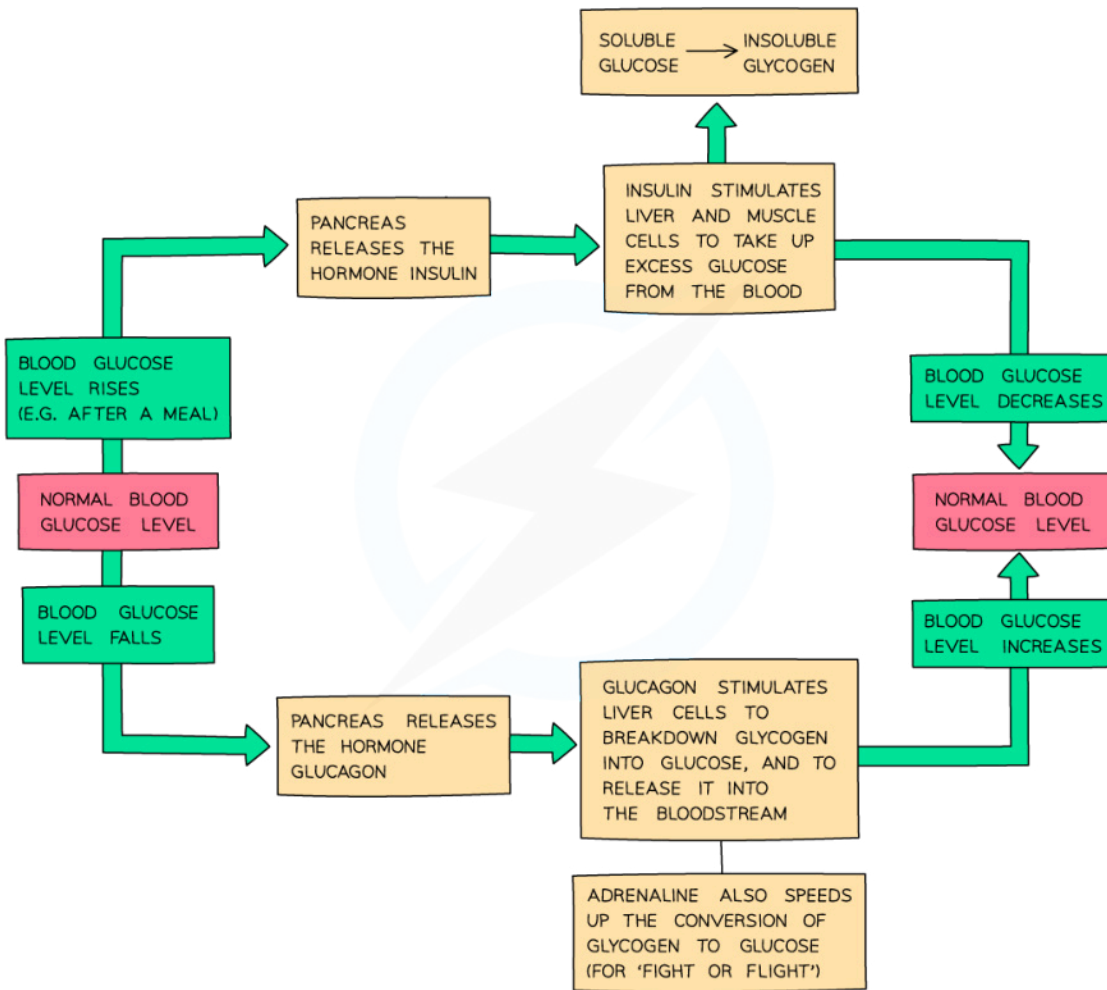 SOLUBLE → INSOLUBLE
GLUCOSE GLYCOGEN
INSULIN STIMULATES
LIVER AND MUSCLE
CELLS TO TAKE UP
EXCESS GLUCOSE
FROM THE BLOOD
PANCREAS
RELEASES THE
HORMONE INSULIN
BLOOD GLUCOSE
LEVEL RISES
(E.G. AFTER A MEAL)
BLOOD GLUCOSE
LEVEL DECREASES
NORMAL BLOOD
GLUCOSE LEVEL
NORMAL BLOOD
GLUCOSE LEVEL
BLOOD GLUCOSE
LEVEL FALLS
BLOOD GLUCOSE
LEVEL INCREASES
PANCREAS RELEASES
THE HORMONE
GLUCAGON
GLUCAGON STIMULATES
LIVER CELLS TO
BREAKDOWN GLYCOGEN
INTO GLUCOSE, AND TO
RELEASE IT INTO
THE BLOODSTREAM
ADRENALINE ALSO SPEEDS
UP THE CONVERSION OF
GLYCOGEN TO GLUCOSE
(FOR ‘FIGHT OR FLIGHT’)